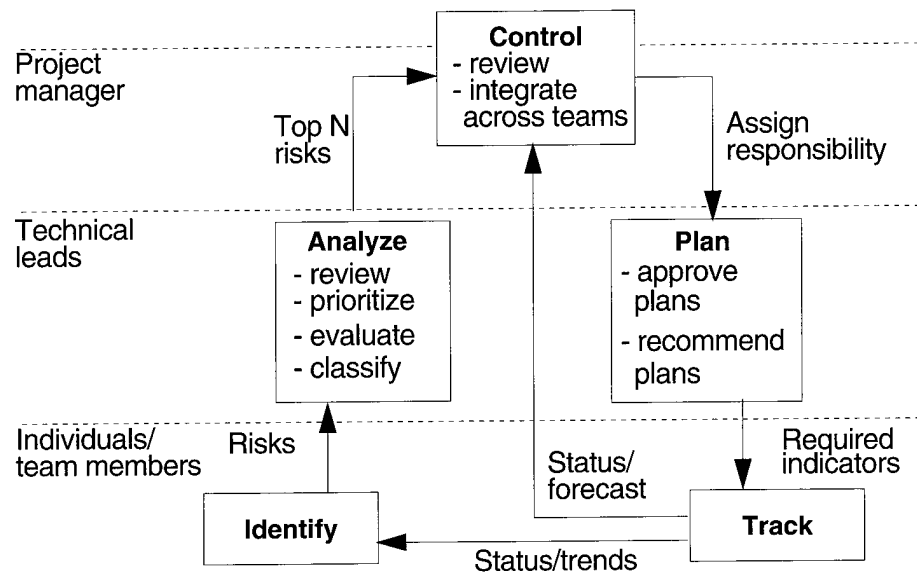 Control
- review
- integrate
across teams
Project
manager
Top N
risks
Assign
responsibility
Technical
leads
Analyze
- review
- prioritize
- evaluate
- classify
Plan
- approve
plans
- recommend
plans
Individuals/
team members
Risks
Required
indicators
Status/
forecast
Identify
Track
Status/trends